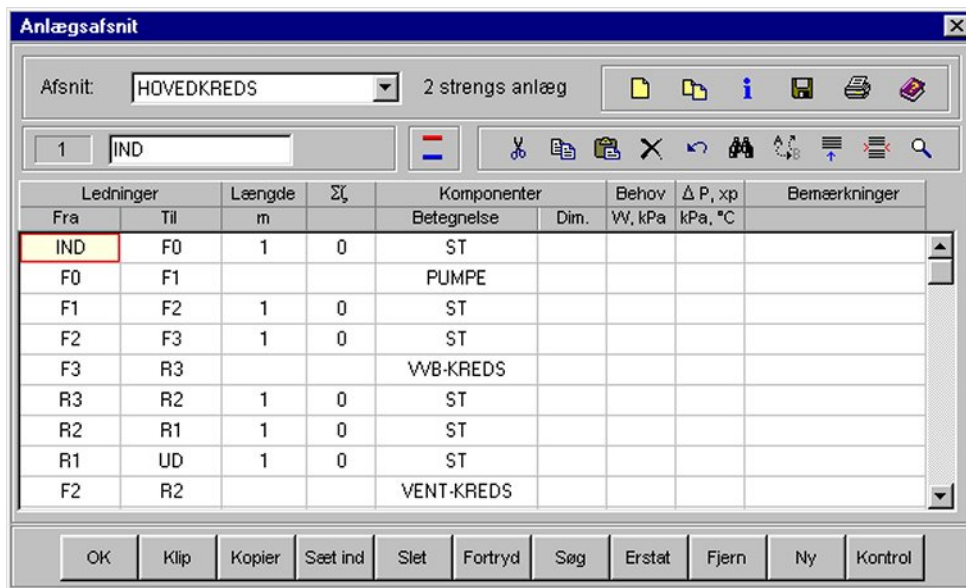 Anlægsafsnit
Afsnit: HOVEDKREDS 2 strengs anlæg
1 IND
Ledninger Længde Σζ Komponenter Behov Δ P, xp Bemærkninger
Fra Til m Betegnelse Dim. W, kPa kPa, °C
IND F0 1 0 ST
F0 F1 PUMPE
F1 F2 1 0 ST
F2 F3 1 0 ST
F3 R3 VVB-KREDS
R3 R2 1 0 ST
R2 R1 1 0 ST
R1 UD 1 0 ST
F2 R2 VENT-KREDS
OK Klip Kopier Sæt ind Slet Fortryd Søg Erstat Fjern Ny Kontrol